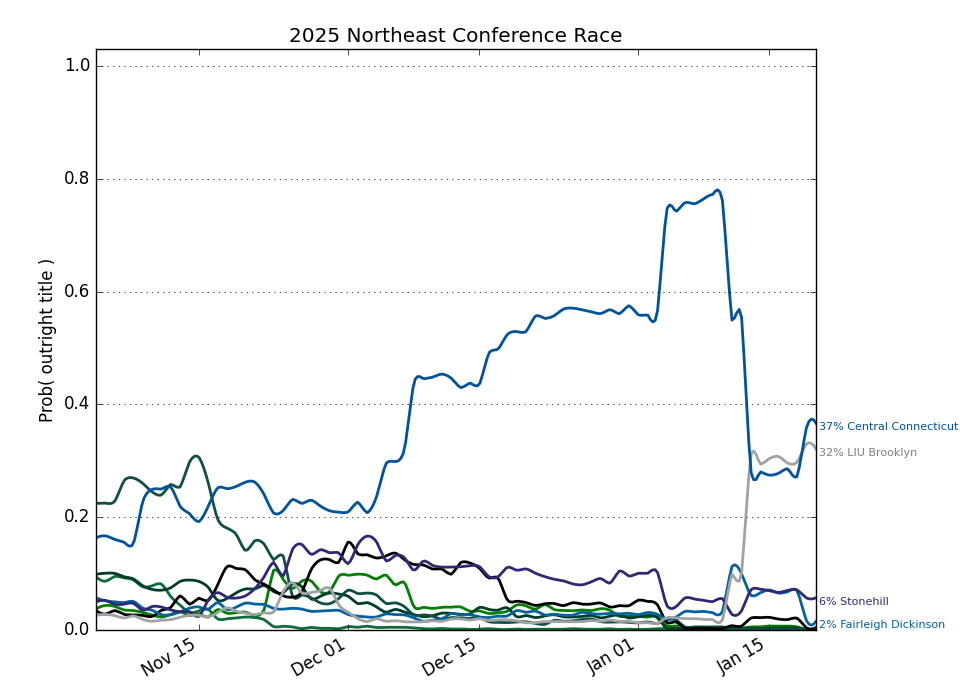 2025 Northeast Conference Race
1.0
0.8
0.6
0.4
0.2
0.0
Prob( outright title )
37% Central Connecticut
32% LIU Brooklyn
6% Stonehill
2% Fairleigh Dickinson
Nov 15
Dec 01
Dec 15
Jan 01
Jan 15